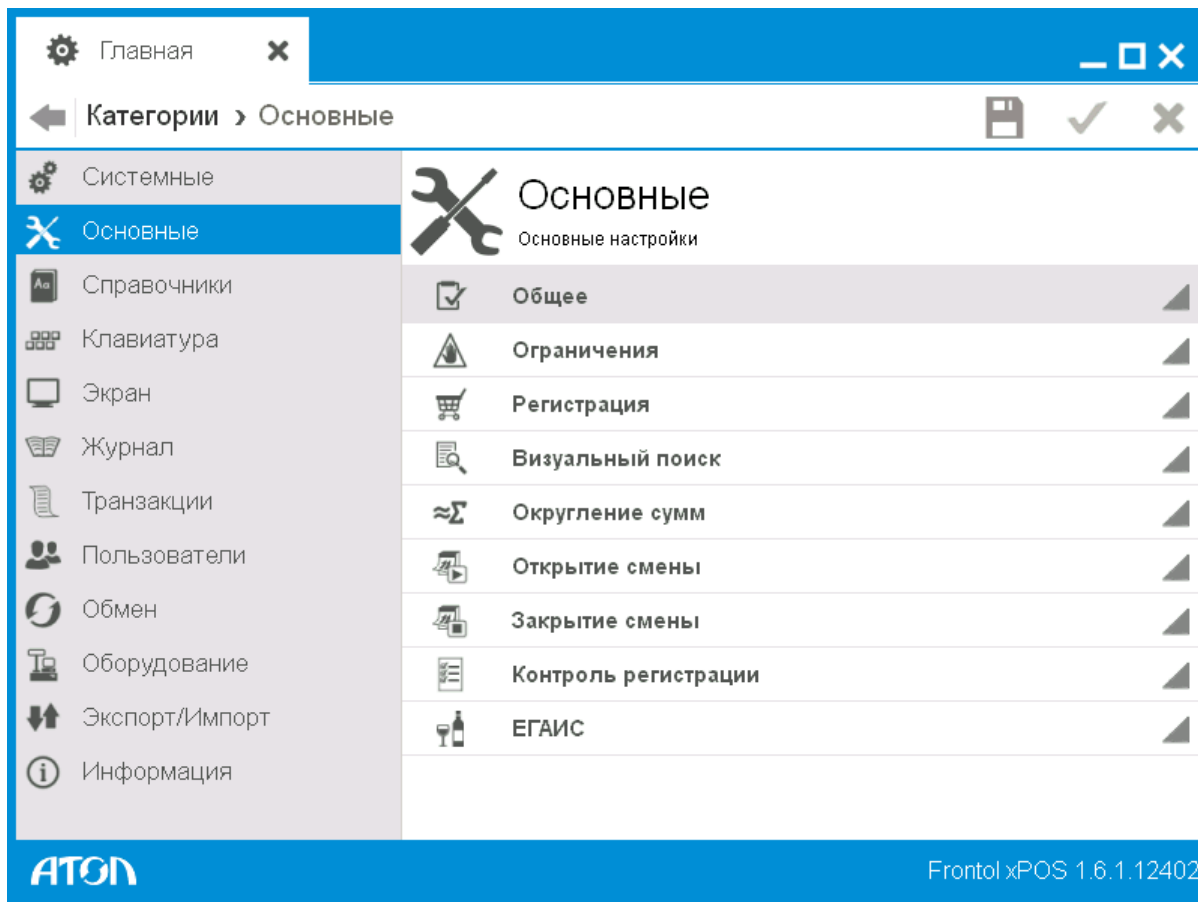 Главная
Категории › Основные
Системные
Основные
Справочники
Клавиатура
Экран
Журнал
Транзакции
Пользователи
Обмен
Оборудование
Экспорт/Импорт
Информация
Основные
Основные настройки
Общее
Ограничения
Регистрация
Визуальный поиск
Округление сумм
Открытие смены
Закрытие смены
Контроль регистрации
ЕГАИС
АТОЛ
Frontol xPOS 1.6.1.12402